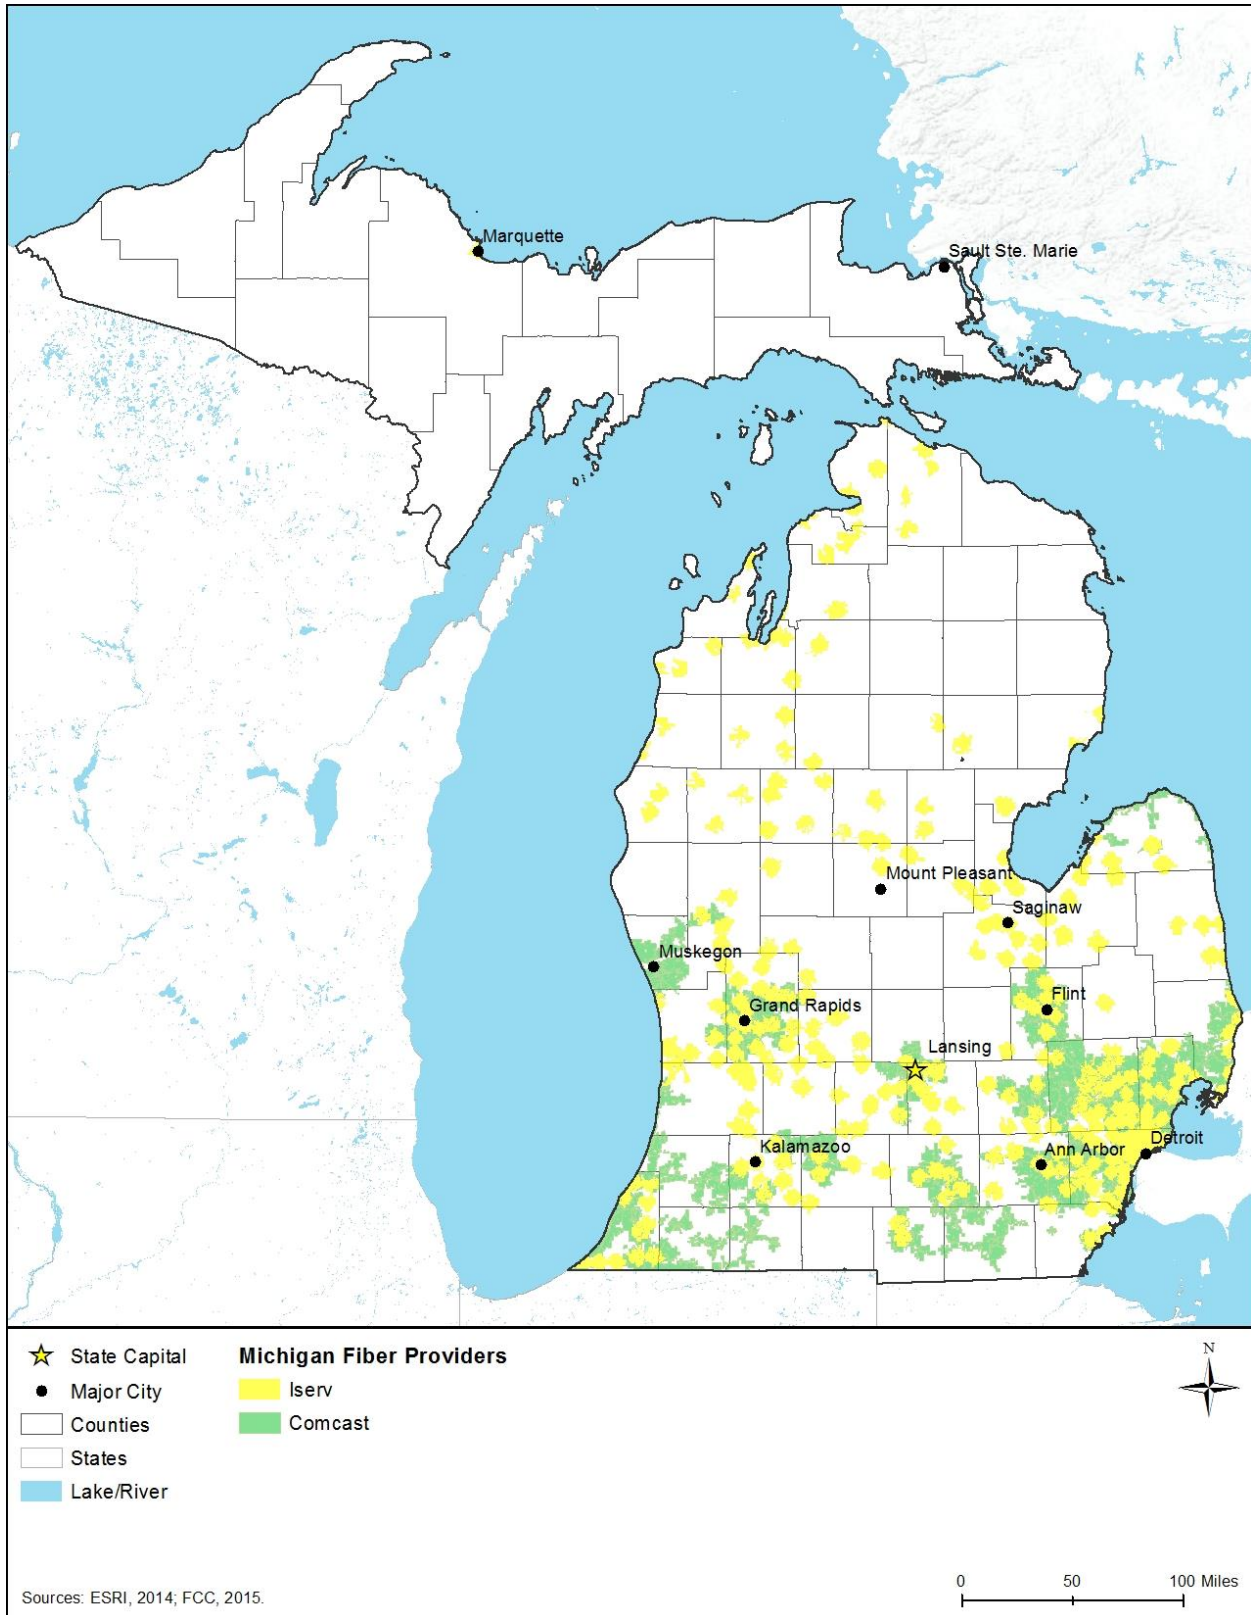 Marquette
Sault Ste. Marie
Mount Pleasant
Saginaw
Muskegon
Flint
Grand Rapids
Lansing
Kalamazoo
Ann Arbor
Detroit
State Capital
Major City
Counties
States
Lake/River
Michigan Fiber Providers
Iserv
Comcast
N
0 50 100 Miles
Sources: ESRI, 2014; FCC, 2015.